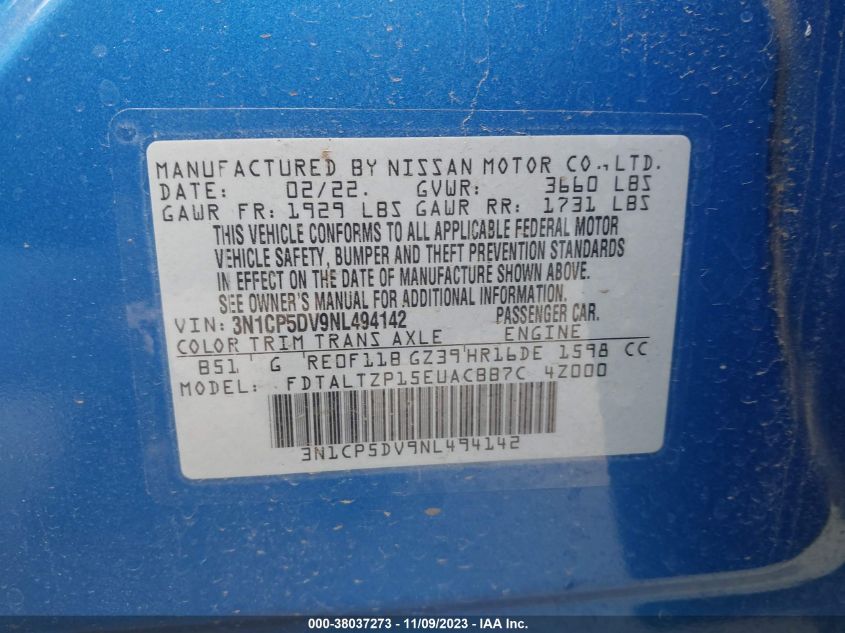 MANUFACTURED BY NISSAN MOTOR CO.,LTD.
DATE: 02/22. GVWR: 3660 LBS
GAWR FR: 1929 LBS GAWR RR: 1731 LBS
THIS VEHICLE CONFORMS TO ALL APPLICABLE FEDERAL MOTOR
VEHICLE SAFETY, BUMPER AND THEFT PREVENTION STANDARDS
IN EFFECT ON THE DATE OF MANUFACTURE SHOWN ABOVE.
SEE OWNER'S MANUAL FOR ADDITIONAL INFORMATION.
VIN: 3N1CP5DV9NL494142 PASSENGER CAR.
COLOR TRIM TRANS AXLE ENGINE
B51 G RE0F11B GZ39 HR16DE 1598 CC
MODEL: FDTALTZP15EUACBB7C 4Z000
3N1CP5DV9NL494142
000-38037273 - 11/09/2023 - IAA Inc.